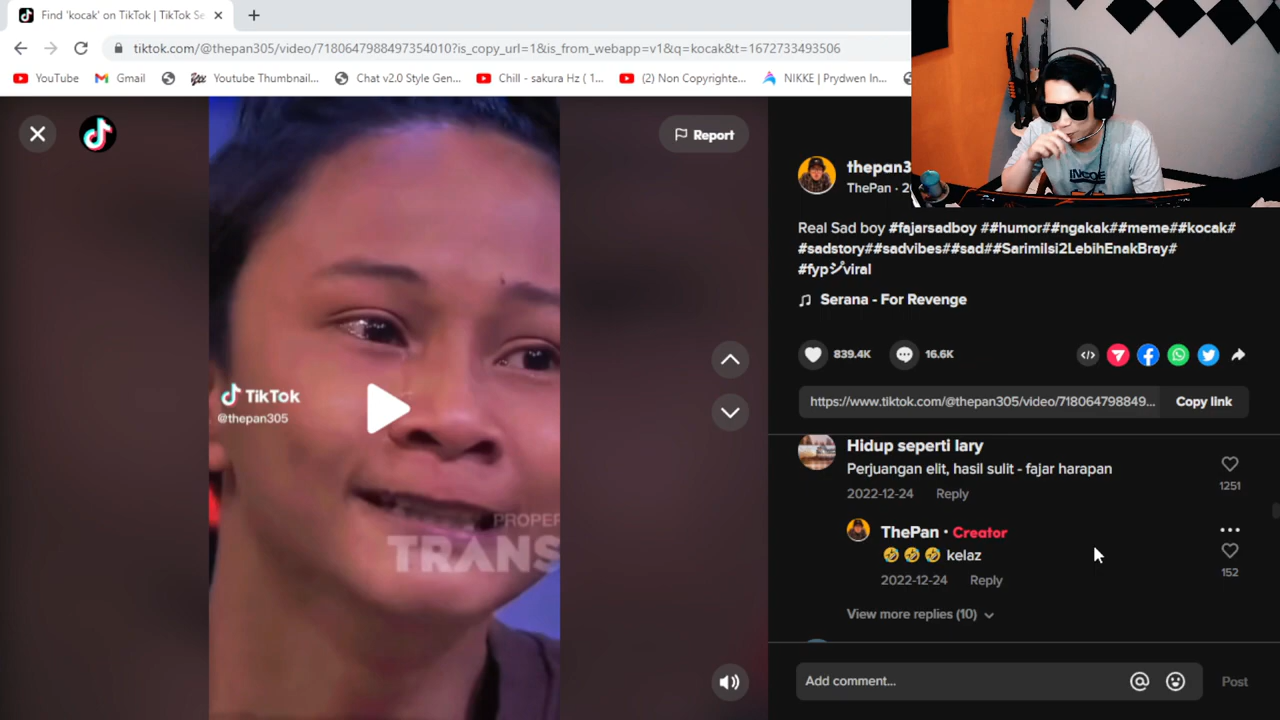 Find 'kocak' on TikTok | TikTok Se
tiktok.com/@thepan305/video/7180647988497354010?is_copy_url=1&is_from_webapp=v1&q=kocak&t=1672733493506
YouTube
Gmail
Youtube Thumbnail...
Chat v2.0 Style Gen...
Chill - sakura Hz ( 1...
(2) Non Copyrighte...
NIKKE | Prydwen In...
Report
TikTok
@thepan305
PROPER
TRANS
thepan3
ThePan · 2
Real Sad boy #fajarsadboy ##humor##ngakak##meme##kocak#
#sadstory##sadvibes##sad##SarimiIsi2LebihEnakBray#
#fypシ゚viral
Serana - For Revenge
839.4K
16.6K
https://www.tiktok.com/@thepan305/video/718064798849...
Copy link
Hidup seperti lary
Perjuangan elit, hasil sulit - fajar harapan
2022-12-24 Reply
1251
ThePan · Creator
🤣 🤣 🤣 kelaz
2022-12-24 Reply
152
View more replies (10)
Add comment...
Post